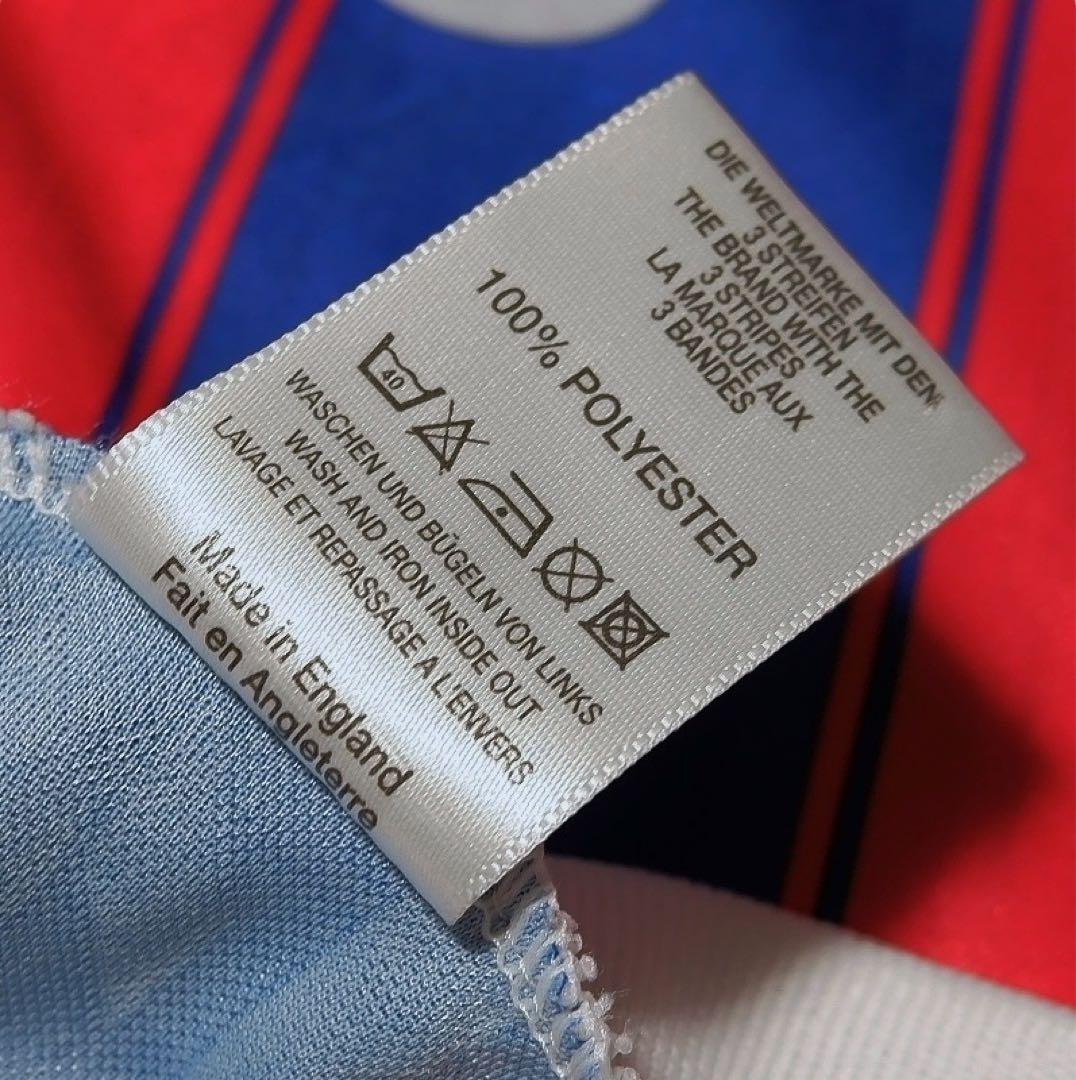 DIE WELTMARKE MIT DEN
3 STREIFEN
THE BRAND WITH THE
3 STRIPES
LA MARQUE AUX
3 BANDES
100% POLYESTER
40
WASCHEN UND BÜGELN VON LINKS
WASH AND IRON INSIDE OUT
LAVAGE ET REPASSAGE A L'ENVERS
Made in England
Fait en Angleterre